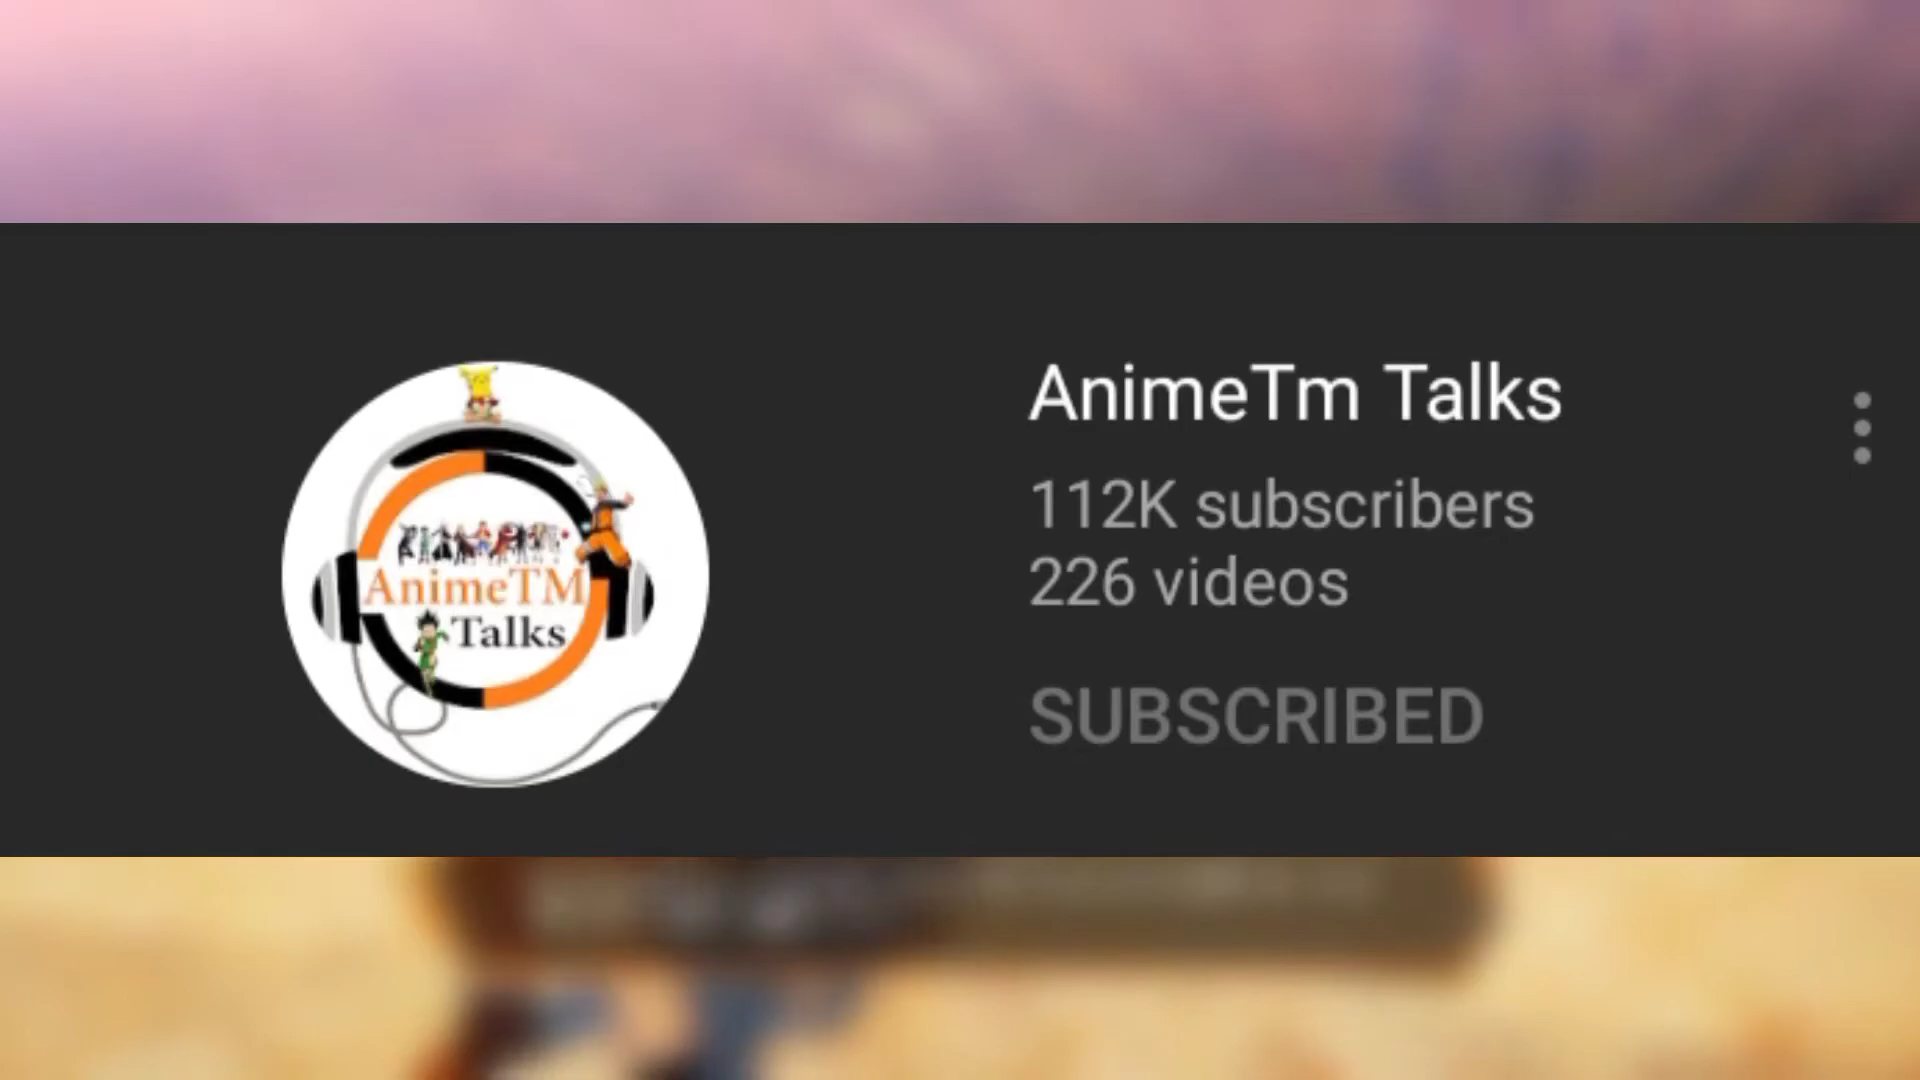 AnimeTm Talks
112K subscribers
226 videos
SUBSCRIBED
AnimeTM
Talks